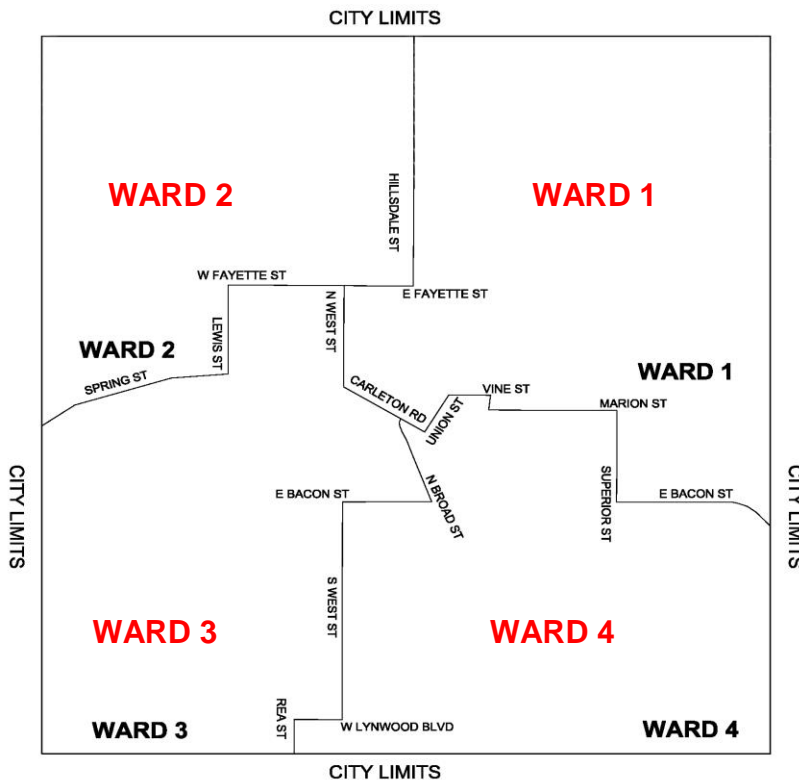 CITY LIMITS
WARD 2
WARD 1
HILLSDALE ST
W FAYETTE ST
E FAYETTE ST
N WEST ST
LEWIS ST
WARD 2
SPRING ST
CARLETON RD
UNION ST
VINE ST
WARD 1
MARION ST
CITY LIMITS
E BACON ST
N BROAD ST
SUPERIOR ST
E BACON ST
CITY LIMITS
S WEST ST
WARD 3
WARD 4
REA ST
WARD 3
W LYNWOOD BLVD
WARD 4
CITY LIMITS